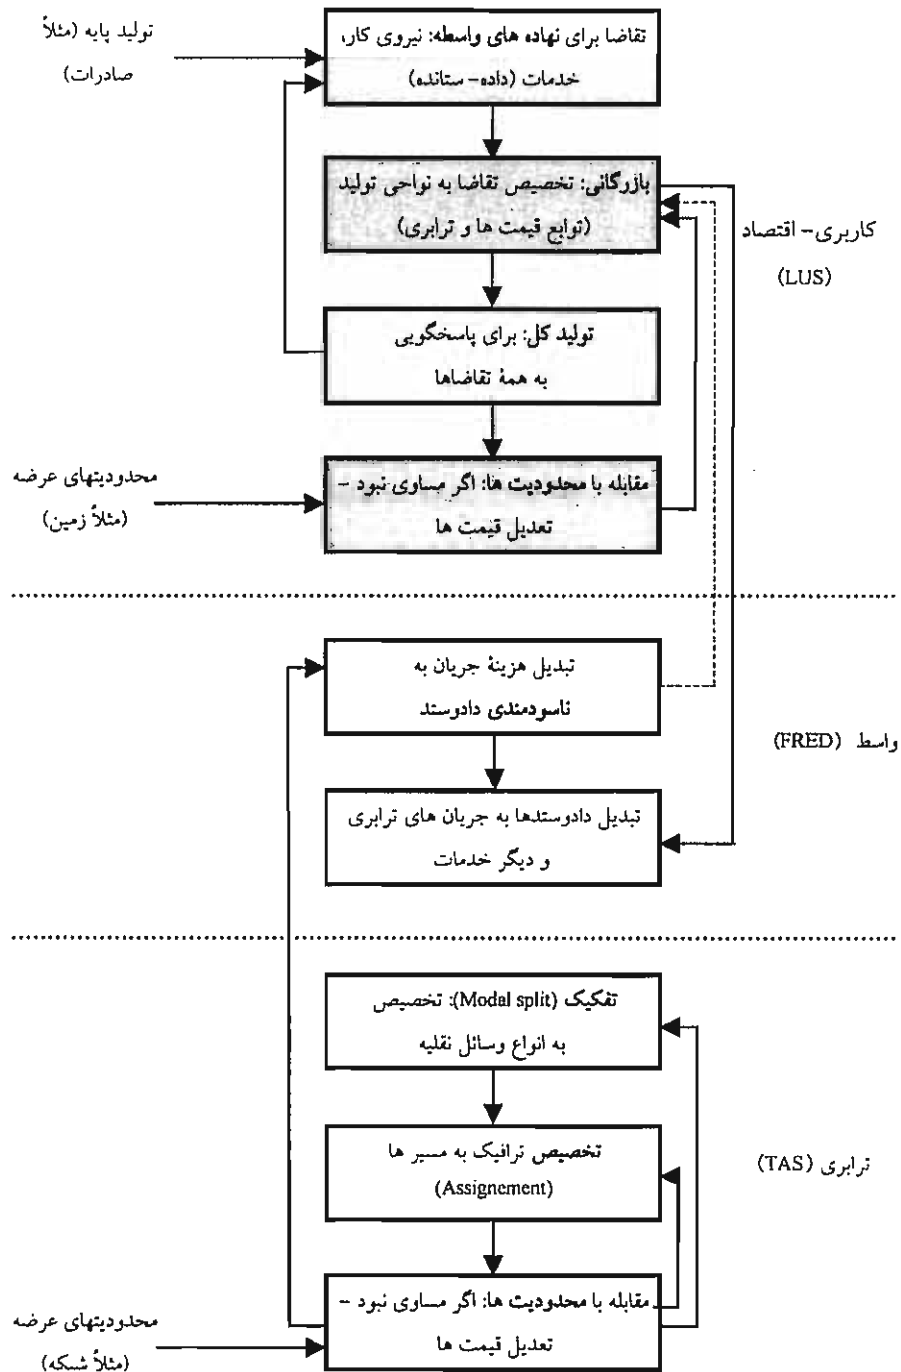 تولید پایه (مثلاً
صادرات)
تقاضا برای نهاده های واسطه: نیروی کار،
خدمات (داده- ستانده)
بازرگانی: تخصیص تقاضا به نواحی تولید
(توابع قیمت ها و ترابری)
کاربری- اقتصاد
(LUS)
تولید کل: برای پاسخگویی
به همهٔ تقاضاها
محدودیتهای عرضه
(مثلاً زمین)
مقابله با محدودیت ها: اگر مساوی نبود -
تعدیل قیمت ها
تبدیل هزینهٔ جریان به
ناسودمندی دادوستد
واسط (FRED)
تبدیل دادوستدها به جریان های ترابری
و دیگر خدمات
تفکیک (Modal split): تخصیص
به انواع وسائل نقلیه
تخصیص ترافیک به مسیر ها
(Assignement)
ترابری (TAS)
مقابله با محدودیت ها: اگر مساوی نبود -
تعدیل قیمت ها
محدودیتهای عرضه
(مثلاً شبکه)